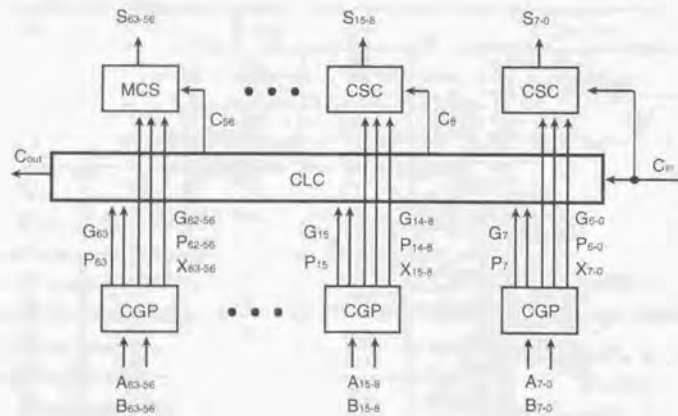 S63-56 S15-8 S7-0
MCS CSC CSC
C56 C8
Cout CLC Cin
G63 G62-56 G15 G14-8 G7 G6-0
P63 P62-56 P15 P14-8 P7 P6-0
X63-56 X15-8 X7-0
CGP CGP CGP
A63-56 A15-8 A7-0
B63-56 B15-8 B7-0